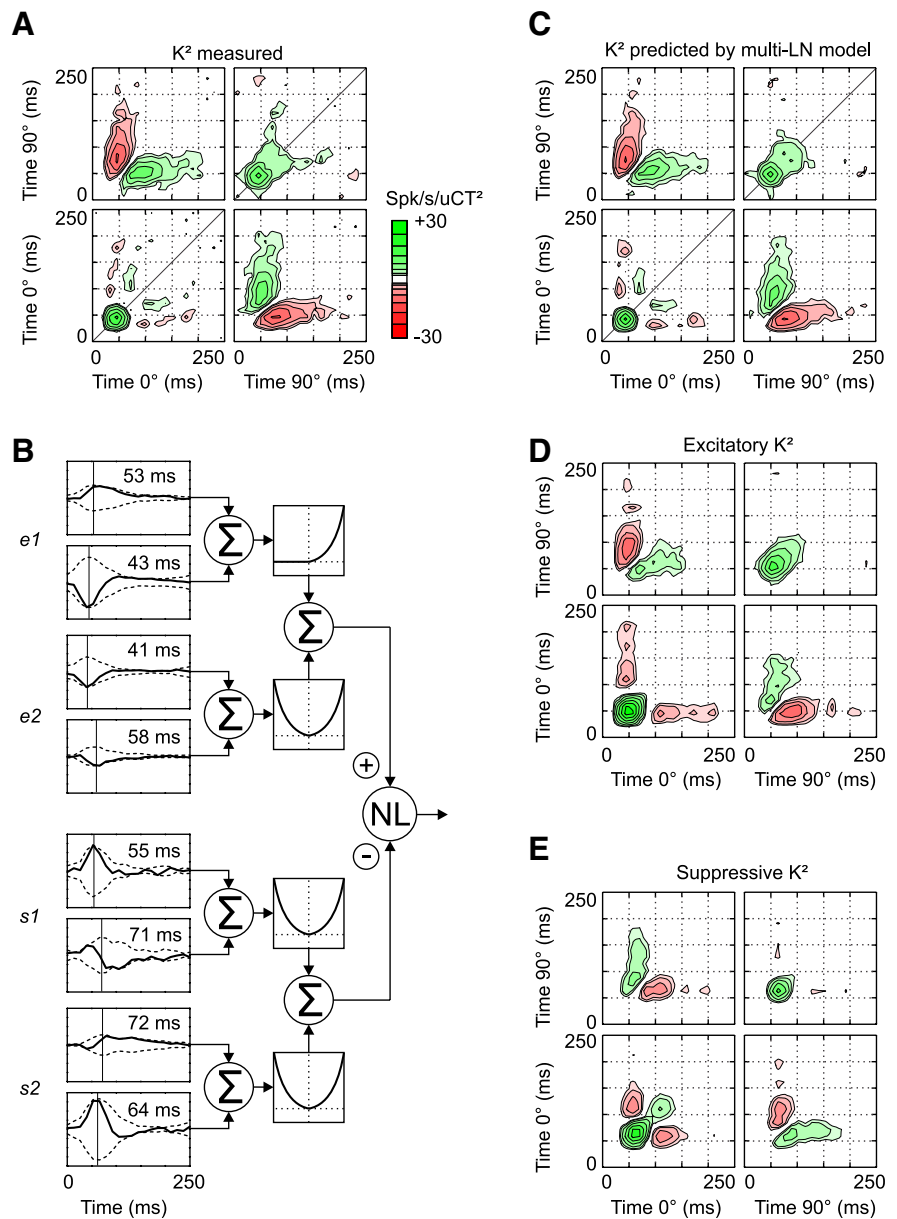 A
K² measured
250
Time 90° (ms)
0
250
Time 0° (ms)
0
0
250
0
250
Time 0° (ms)
Time 90° (ms)
Spk/s/uCT²
+30
-30
B
e1
53 ms
43 ms
e2
41 ms
58 ms
s1
55 ms
71 ms
s2
72 ms
64 ms
Σ
Σ
Σ
Σ
Σ
Σ
+
NL
-
0
250
Time (ms)
C
K² predicted by multi-LN model
250
Time 90° (ms)
0
250
Time 0° (ms)
0
0
250
0
250
Time 0° (ms)
Time 90° (ms)
D
Excitatory K²
250
Time 90° (ms)
0
250
Time 0° (ms)
0
0
250
0
250
Time 0° (ms)
Time 90° (ms)
E
Suppressive K²
250
Time 90° (ms)
0
250
Time 0° (ms)
0
0
250
0
250
Time 0° (ms)
Time 90° (ms)